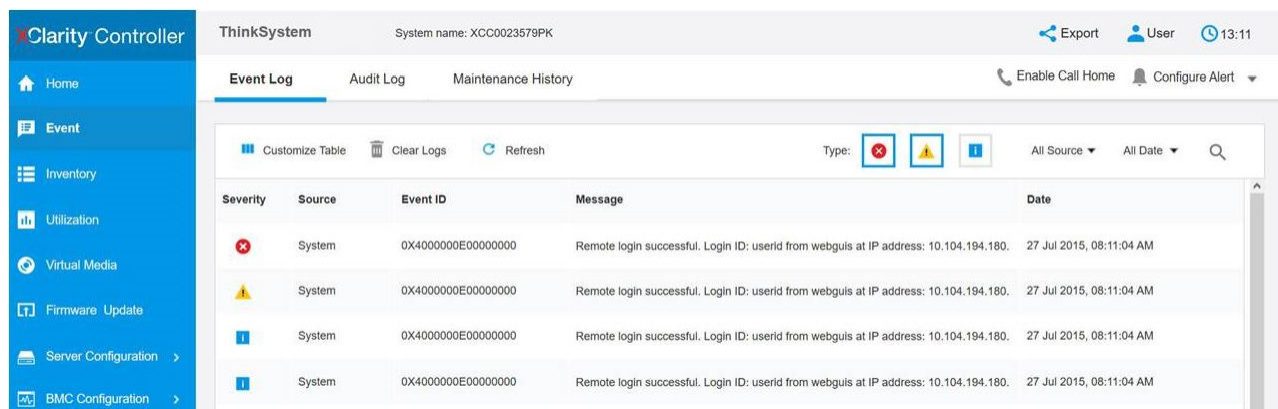 XClarity Controller
ThinkSystem System name: XCC0023579PK Export User 13:11
Home
Event Log Audit Log Maintenance History Enable Call Home Configure Alert
Event
Customize Table Clear Logs Refresh Type: All Source All Date
Inventory
Severity Source Event ID Message Date
Utilization
System 0X4000000E00000000 Remote login successful. Login ID: userid from webguis at IP address: 10.104.194.180. 27 Jul 2015, 08:11:04 AM
Virtual Media
System 0X4000000E00000000 Remote login successful. Login ID: userid from webguis at IP address: 10.104.194.180. 27 Jul 2015, 08:11:04 AM
Firmware Update
System 0X4000000E00000000 Remote login successful. Login ID: userid from webguis at IP address: 10.104.194.180. 27 Jul 2015, 08:11:04 AM
Server Configuration
System 0X4000000E00000000 Remote login successful. Login ID: userid from webguis at IP address: 10.104.194.180. 27 Jul 2015, 08:11:04 AM
BMC Configuration